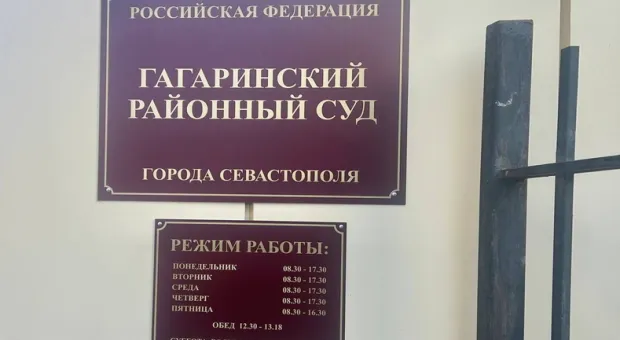 РОССИЙСКАЯ ФЕДЕРАЦИЯ
ГАГАРИНСКИЙ
РАЙОННЫЙ СУД
ГОРОДА СЕВАСТОПОЛЯ
РЕЖИМ РАБОТЫ:
ПОНЕДЕЛЬНИК 08.30 - 17.30
ВТОРНИК 08.30 - 17.30
СРЕДА 08.30 - 17.30
ЧЕТВЕРГ 08.30 - 17.30
ПЯТНИЦА 08.30 - 16.30
ОБЕД 12.30 - 13.18